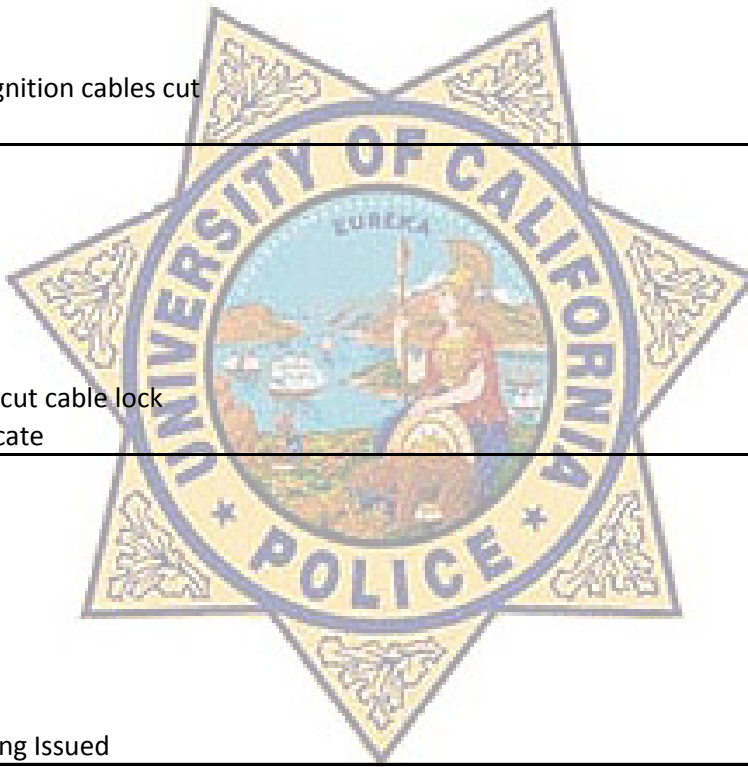 gnition cables cut
UNIVERSITY OF CALIFORNIA
EUREKA
cut cable lock
cate
POLICE
ng Issued